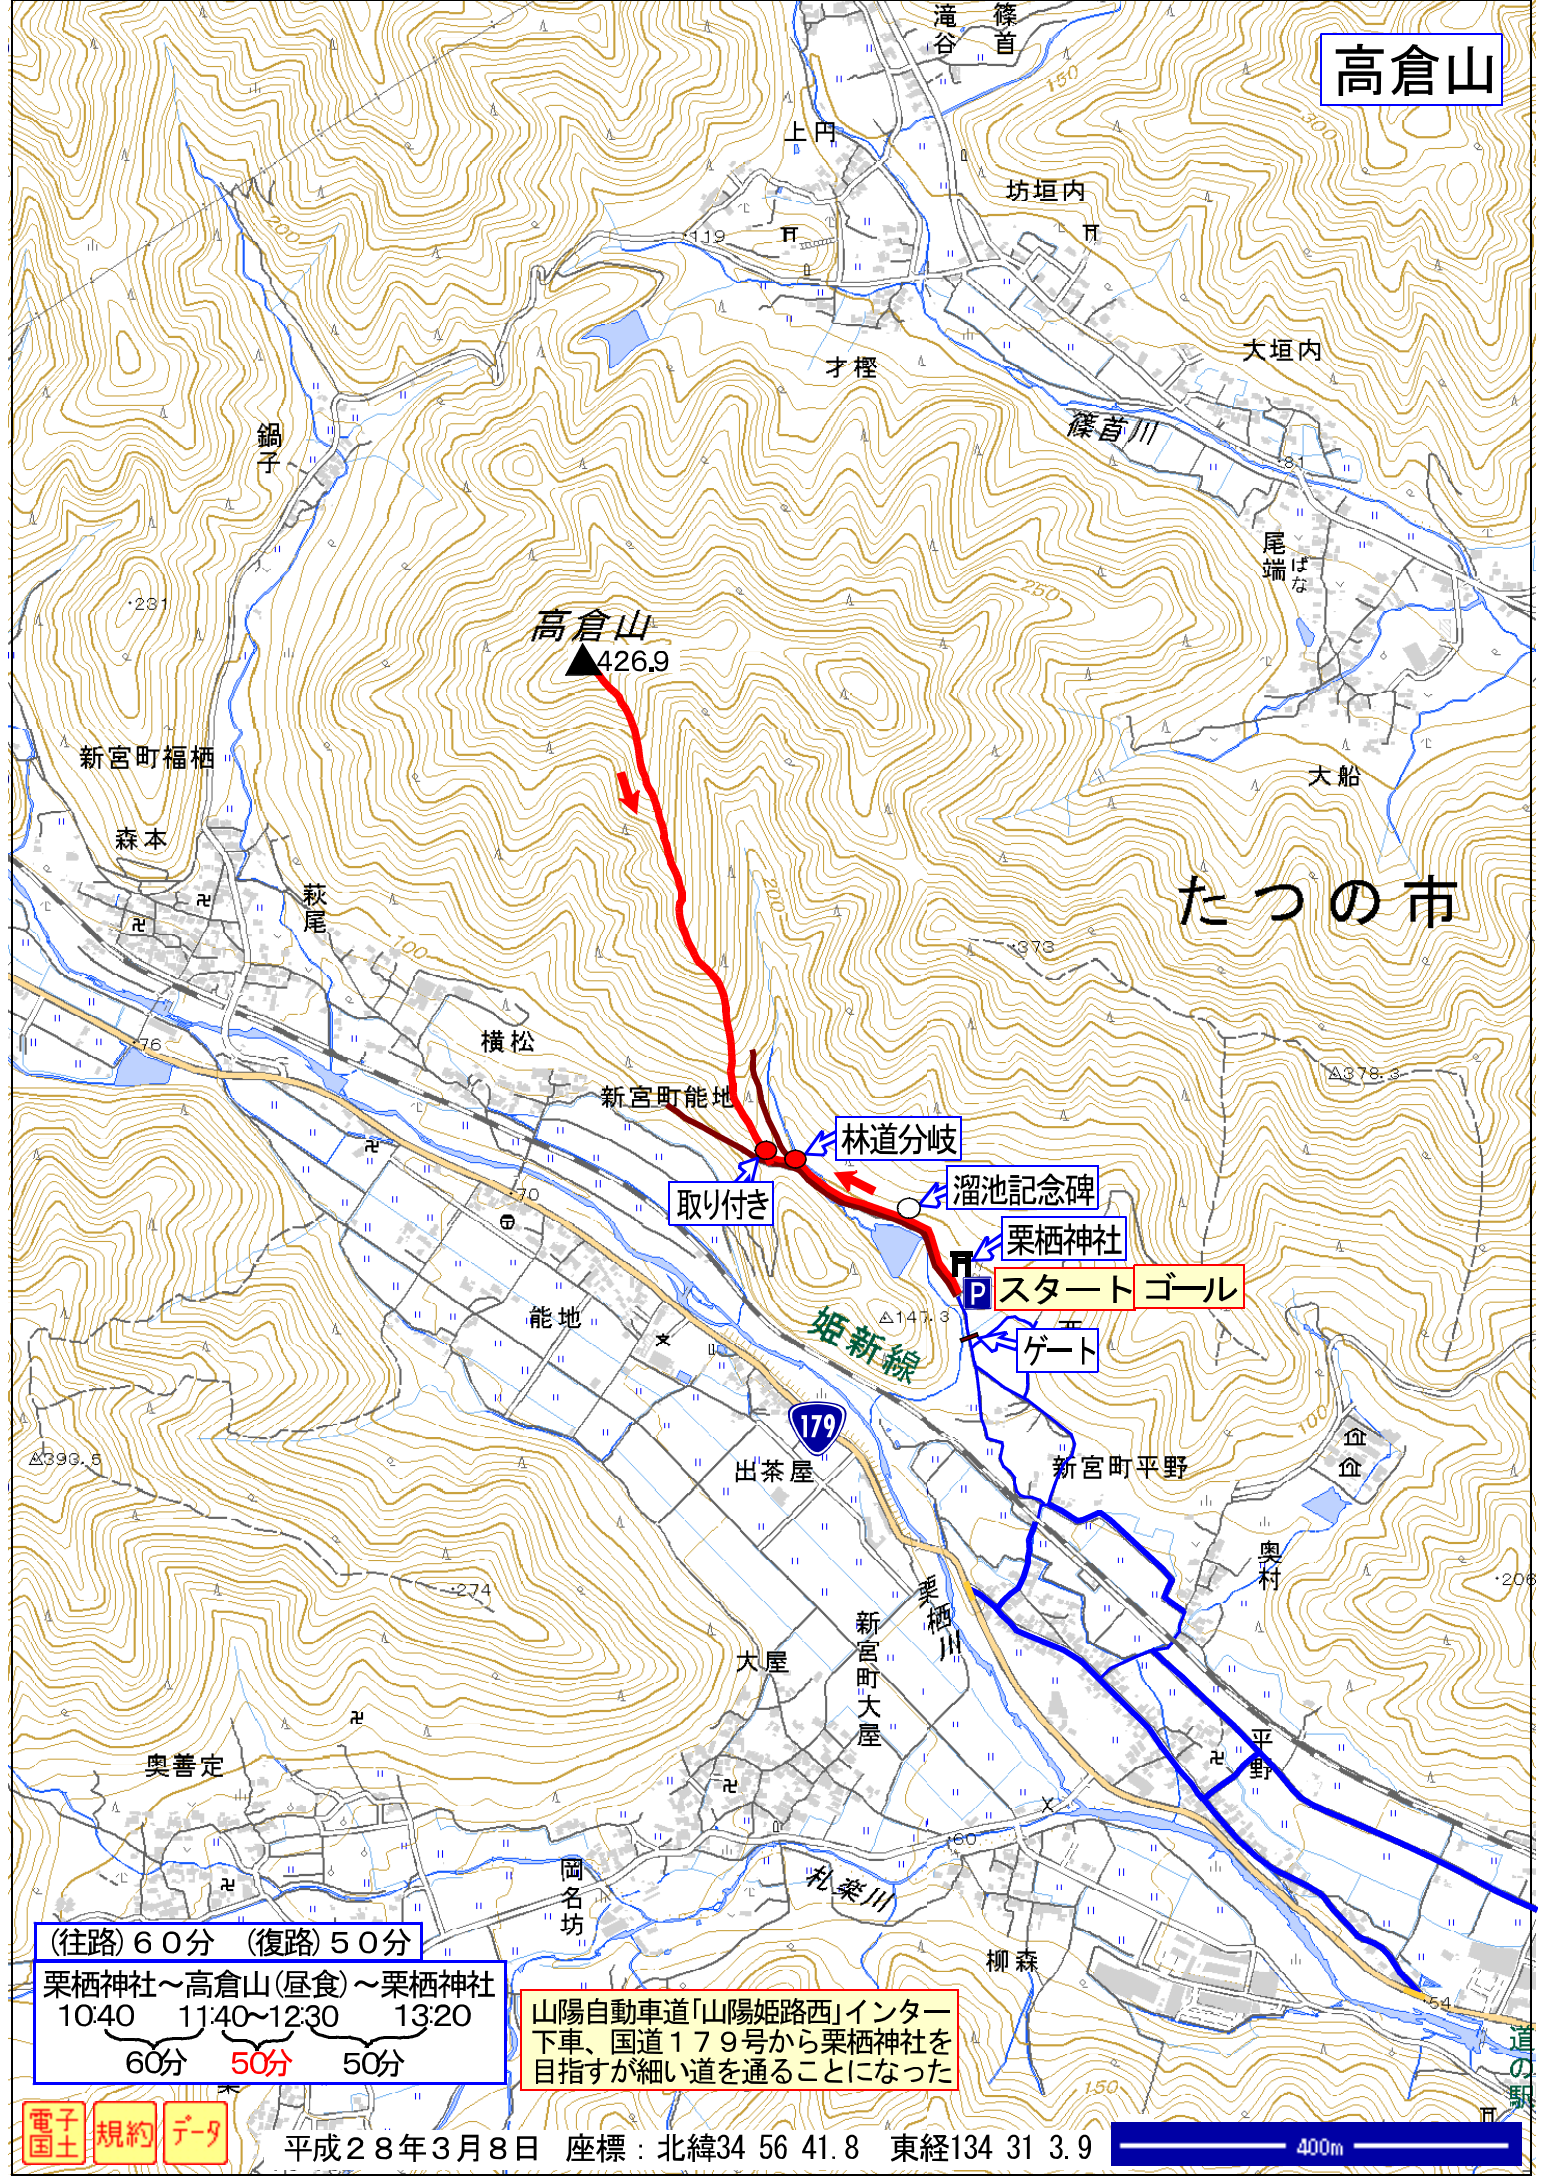 高倉山
滝谷
篠首
150
300
上円
坊垣内
200
119
大垣内
才樫
篠首川
鍋子
81
尾端
ばな
250
231
高倉山
426.9
新宮町福栖
大船
森本
萩尾
200
たつの市
100
373
横松
76
378.3
新宮町能地
林道分岐
取り付き
溜池記念碑
70
栗栖神社
P
スタート
ゴール
能地
147.3
姫新線
ゲート
179
100
393.5
出茶屋
新宮町平野
奥村
274
206
栗栖川
新宮町大屋
大屋
平野
奥善定
60
岡名坊
札楽川
柳森
(往路)６０分 (復路)５０分
栗栖神社～高倉山(昼食)～栗栖神社
10:40 11:40～12:30 13:20
60分 50分 50分
山陽自動車道｢山陽姫路西｣インター
下車、国道１７９号から栗栖神社を
目指すが細い道を通ることになった
54
道の駅
150
電子国土
規約
データ
平成２８年３月８日 座標：北緯34 56 41.8 東経134 31 3.9
400m